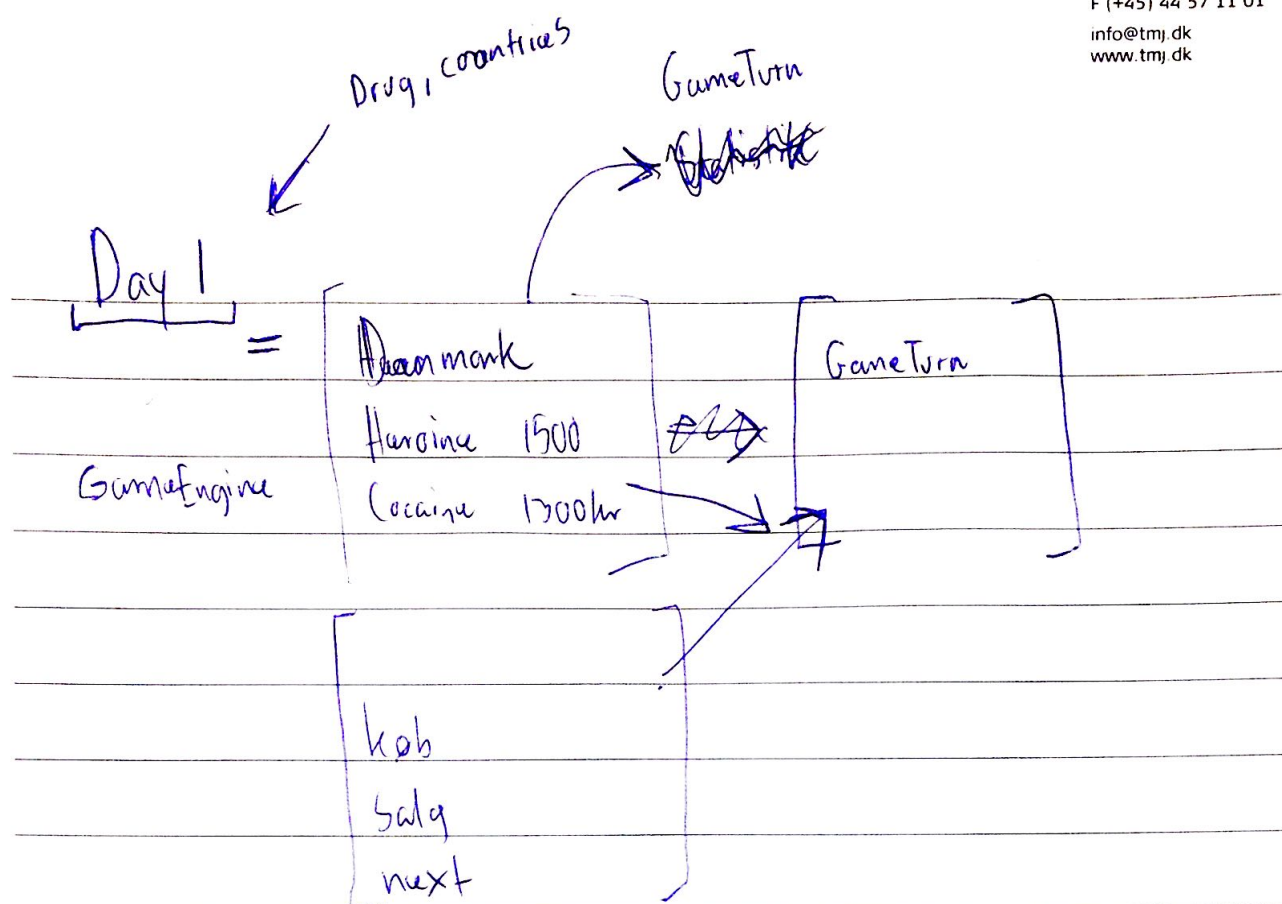 F (+45) 44 57 11 01
info@tmj.dk
www.tmj.dk
Drug, countries
GameTurn
Day 1
=
Danmark
Heroine 1500
Cocaine 1300kr
GameTurn
GameEngine
køb
salg
next